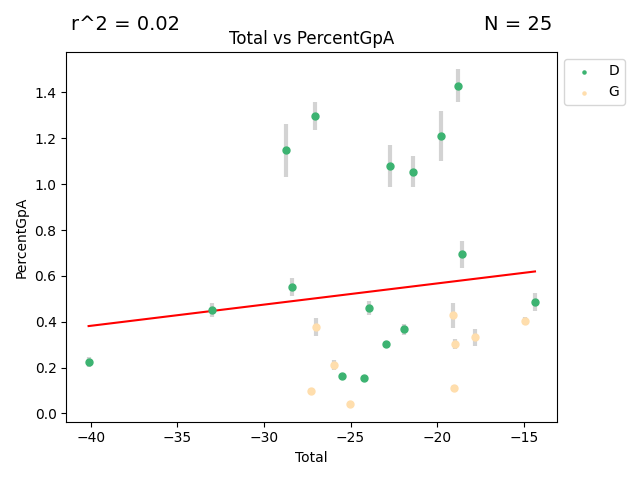 r^2 = 0.02
N = 25
Total vs PercentGpA
D
G
PercentGpA
1.4
1.2
1.0
0.8
0.6
0.4
0.2
0.0
−40
−35
−30
−25
−20
−15
Total